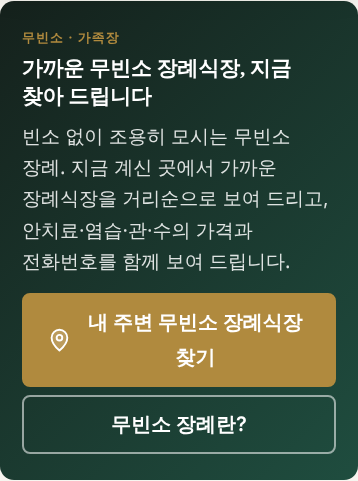 무빈소 · 가족장
가까운 무빈소 장례식장, 지금
찾아 드립니다
빈소 없이 조용히 모시는 무빈소
장례. 지금 계신 곳에서 가까운
장례식장을 거리순으로 보여 드리고,
안치료·염습·관·수의 가격과
전화번호를 함께 보여 드립니다.
내 주변 무빈소 장례식장
찾기
무빈소 장례란?